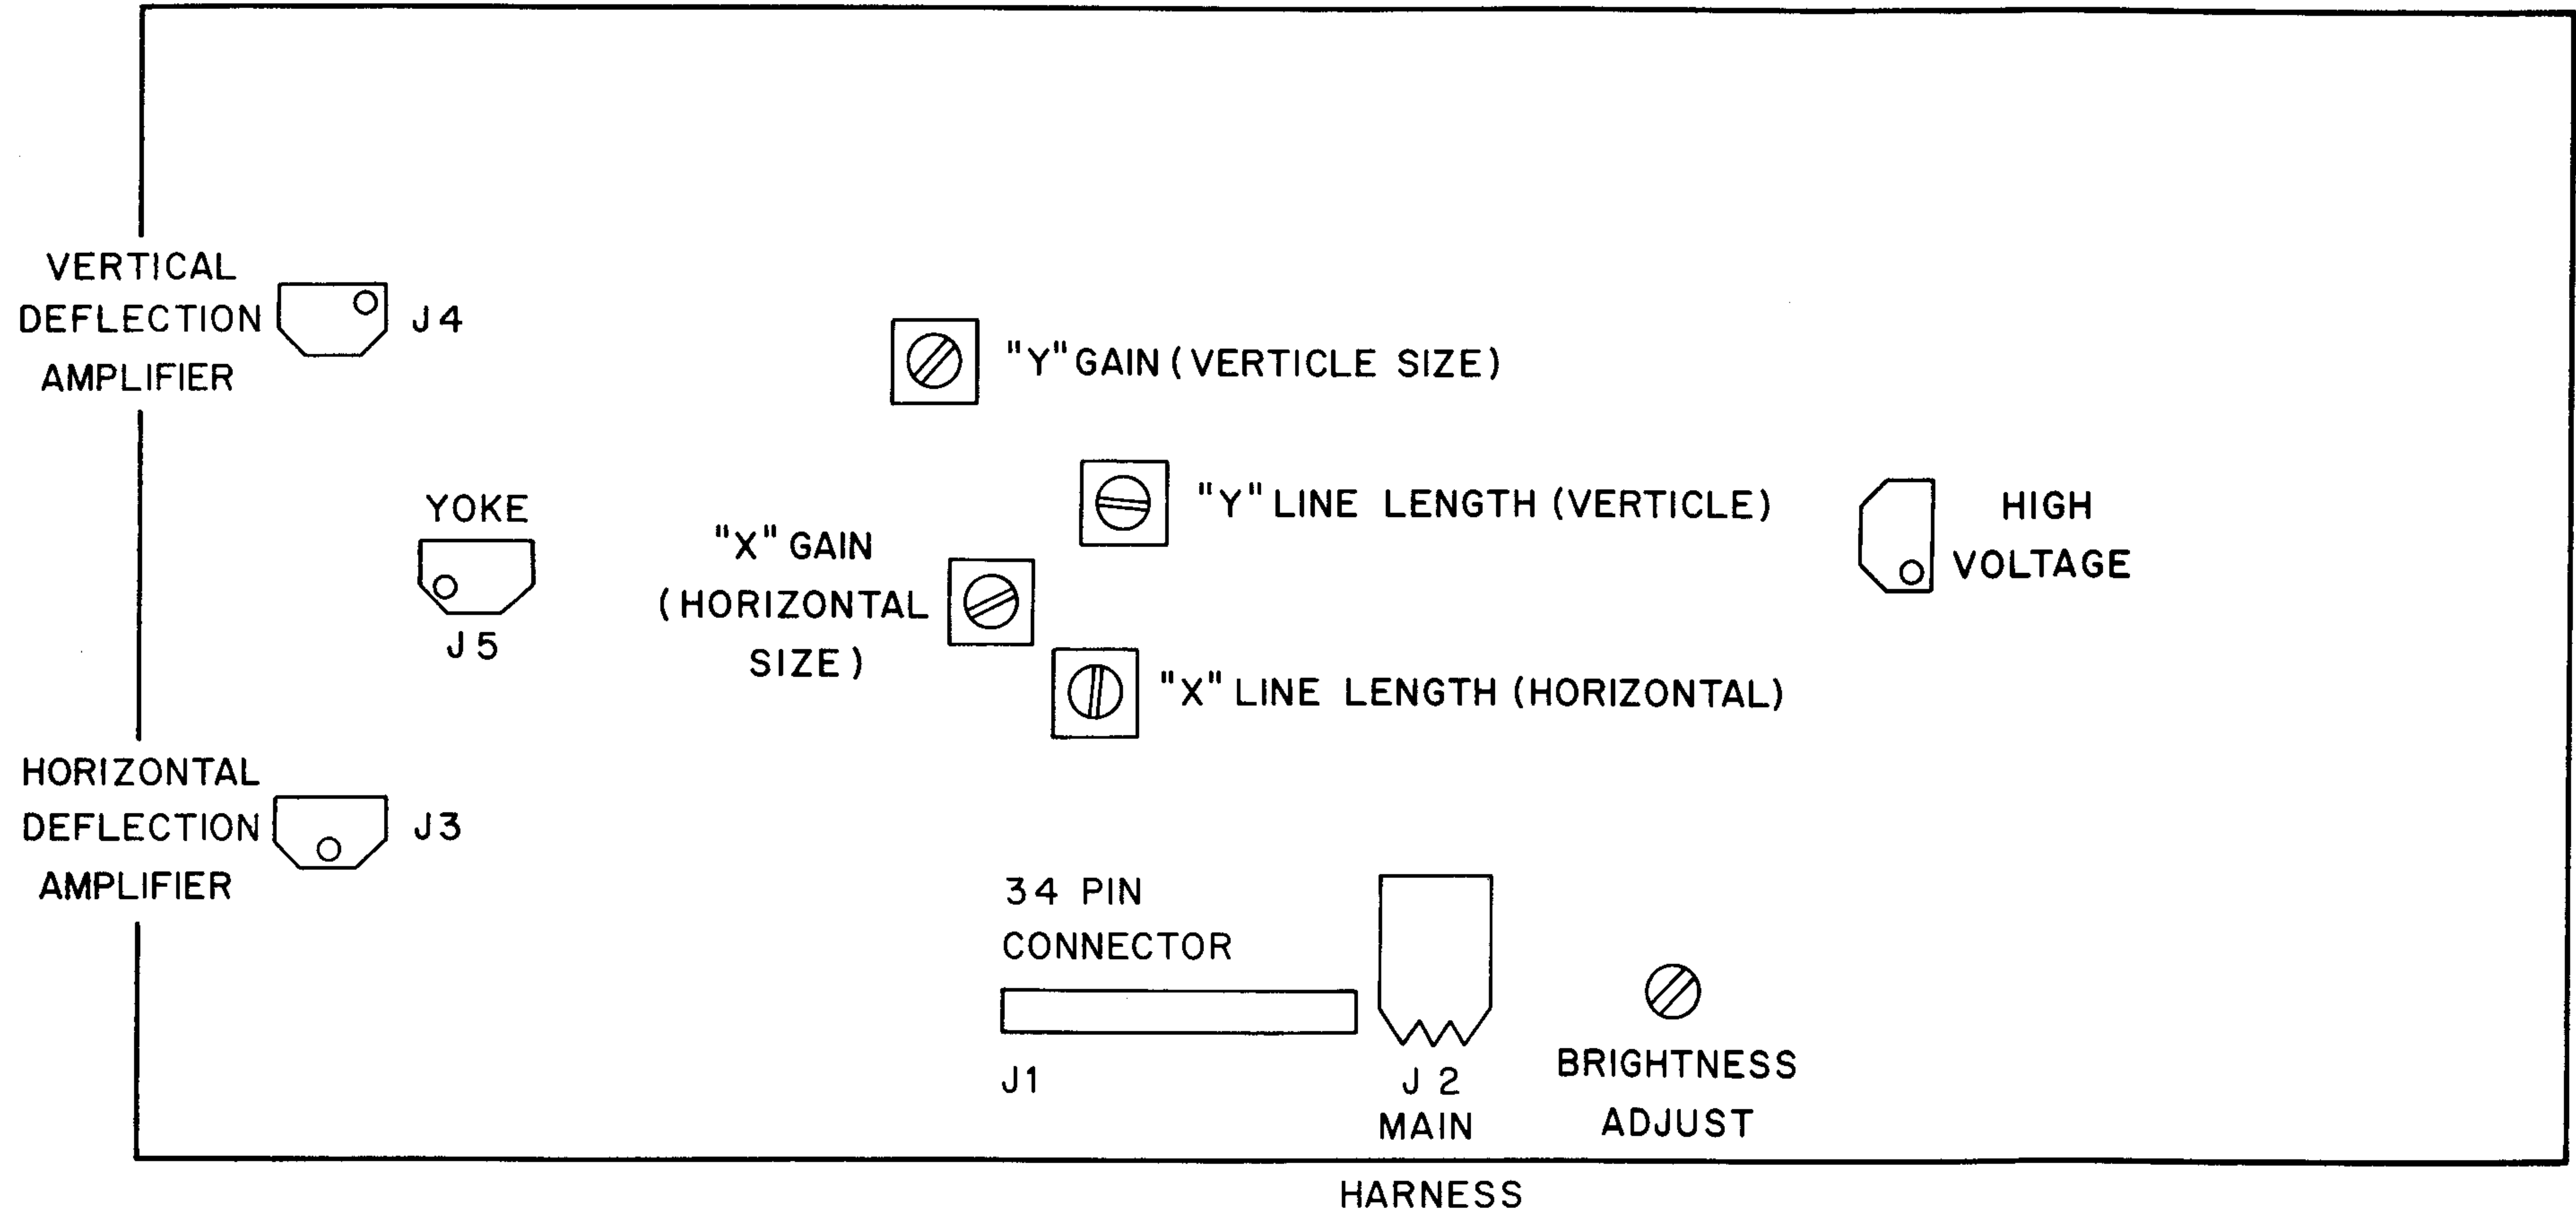 VERTICAL
DEFLECTION
AMPLIFIER
J4
"Y" GAIN (VERTICLE SIZE)
"Y" LINE LENGTH (VERTICLE)
HIGH
VOLTAGE
YOKE
J5
"X" GAIN
(HORIZONTAL
SIZE)
"X" LINE LENGTH (HORIZONTAL)
HORIZONTAL
DEFLECTION
AMPLIFIER
J3
34 PIN
CONNECTOR
J1
J2
MAIN
BRIGHTNESS
ADJUST
HARNESS